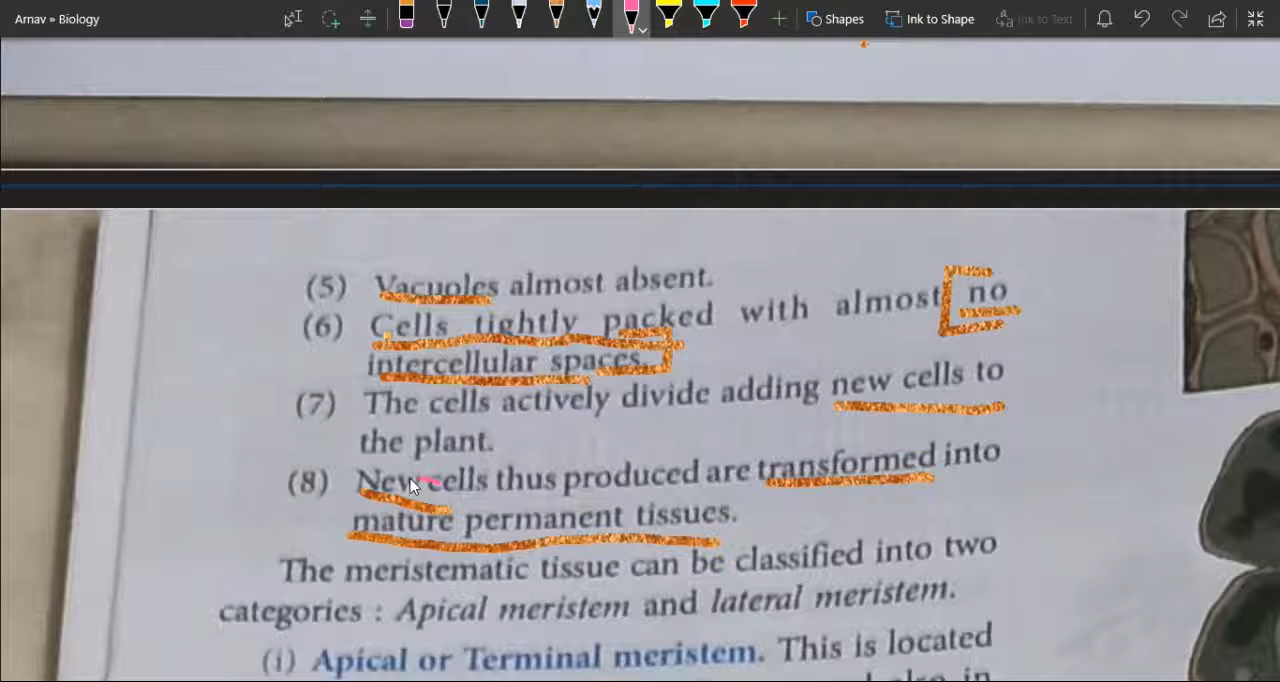 Arnav » Biology
Shapes
Ink to Shape
Ink to Text
(5) Vacuoles almost absent.
(6) Cells tightly packed with almost no
intercellular spaces.
(7) The cells actively divide adding new cells to
the plant.
(8) New cells thus produced are transformed into
mature permanent tissues.
The meristematic tissue can be classified into two
categories : Apical meristem and lateral meristem.
(i) Apical or Terminal meristem. This is located
also in